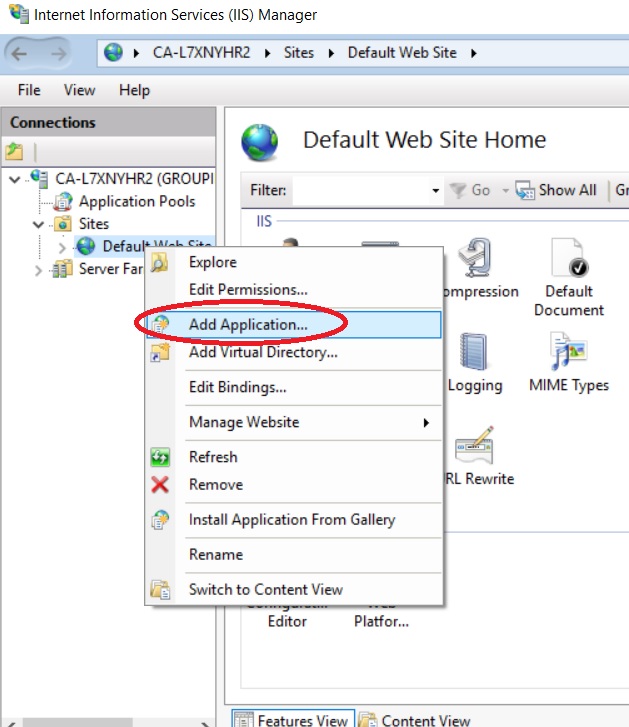 Internet Information Services (IIS) Manager
CA-L7XNYHR2 Sites Default Web Site
File View Help
Connections
CA-L7XNYHR2 (GROUPI
Application Pools
Sites
Default Web Site
Server Far
Default Web Site Home
Filter: Go Show All Gr
IIS
Explore
Edit Permissions...
Add Application...
Add Virtual Directory...
Edit Bindings...
Manage Website
Refresh
Remove
Install Application From Gallery
Rename
Switch to Content View
ompression
Default
Document
Logging
MIME Types
RL Rewrite
Editor
Platfor...
Features View
Content View